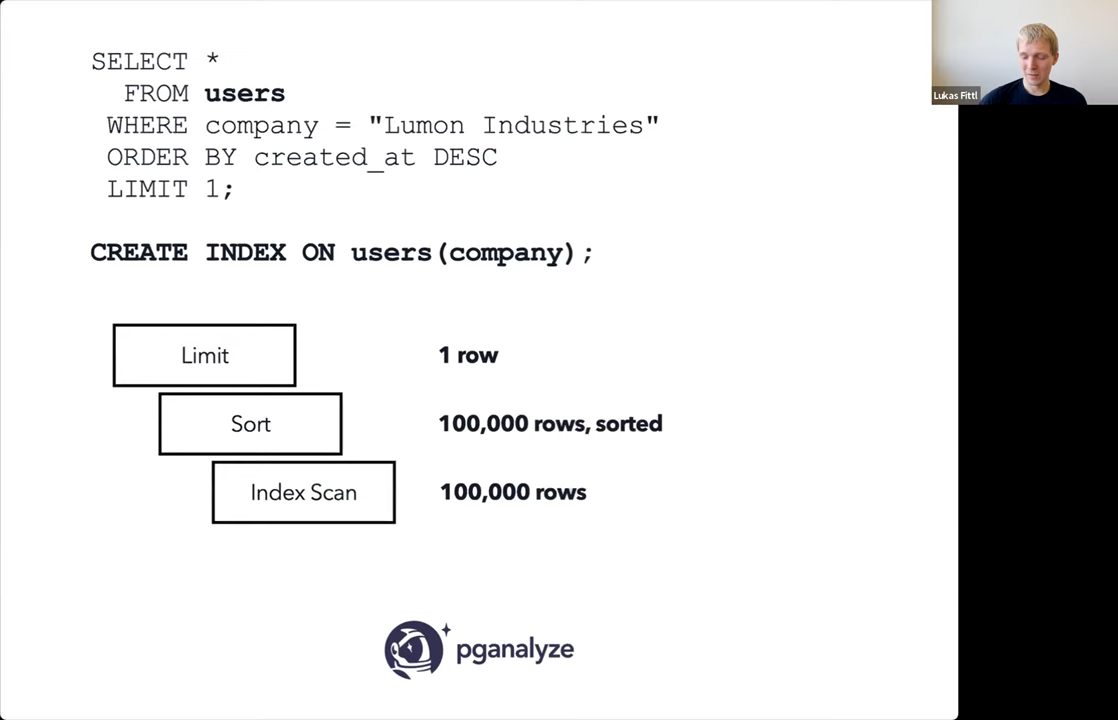 SELECT *
FROM users
WHERE company = "Lumon Industries"
ORDER BY created_at DESC
LIMIT 1;
CREATE INDEX ON users(company);
Limit 1 row
Sort 100,000 rows, sorted
Index Scan 100,000 rows
pganalyze
Lukas Fittl